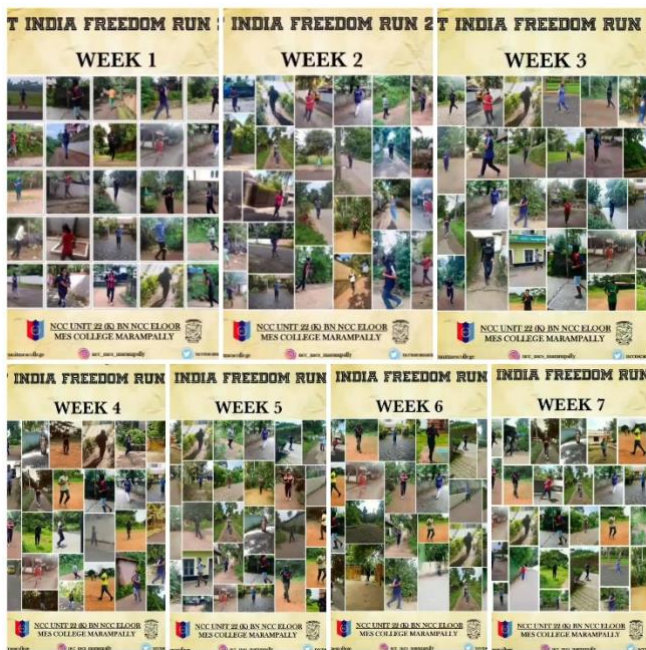 T INDIA FREEDOM RUN
WEEK 1
NCC UNIT 22 (K) BN NCC ELOOR
MES COLLEGE MARAMPALLY
INDIA FREEDOM RUN 2
WEEK 2
NCC UNIT 22 (K) BN NCC ELOOR
MES COLLEGE MARAMPALLY
ncc_mes_marampally
T INDIA FREEDOM RUN
WEEK 3
NCC UNIT 22 (K) BN NCC ELOOR
MES COLLEGE MARAMPALLY
ncc_mes_marampally
INDIA FREEDOM RUN
WEEK 4
NCC UNIT 22 (K) BN NCC ELOOR
MES COLLEGE MARAMPALLY
INDIA FREEDOM RUN
WEEK 5
NCC UNIT 22 (K) BN NCC ELOOR
MES COLLEGE MARAMPALLY
INDIA FREEDOM RUN
WEEK 6
NCC UNIT 22 (K) BN NCC ELOOR
MES COLLEGE MARAMPALLY
INDIA FREEDOM RUN
WEEK 7
NCC UNIT 22 (K) BN NCC ELOOR
MES COLLEGE MARAMPALLY